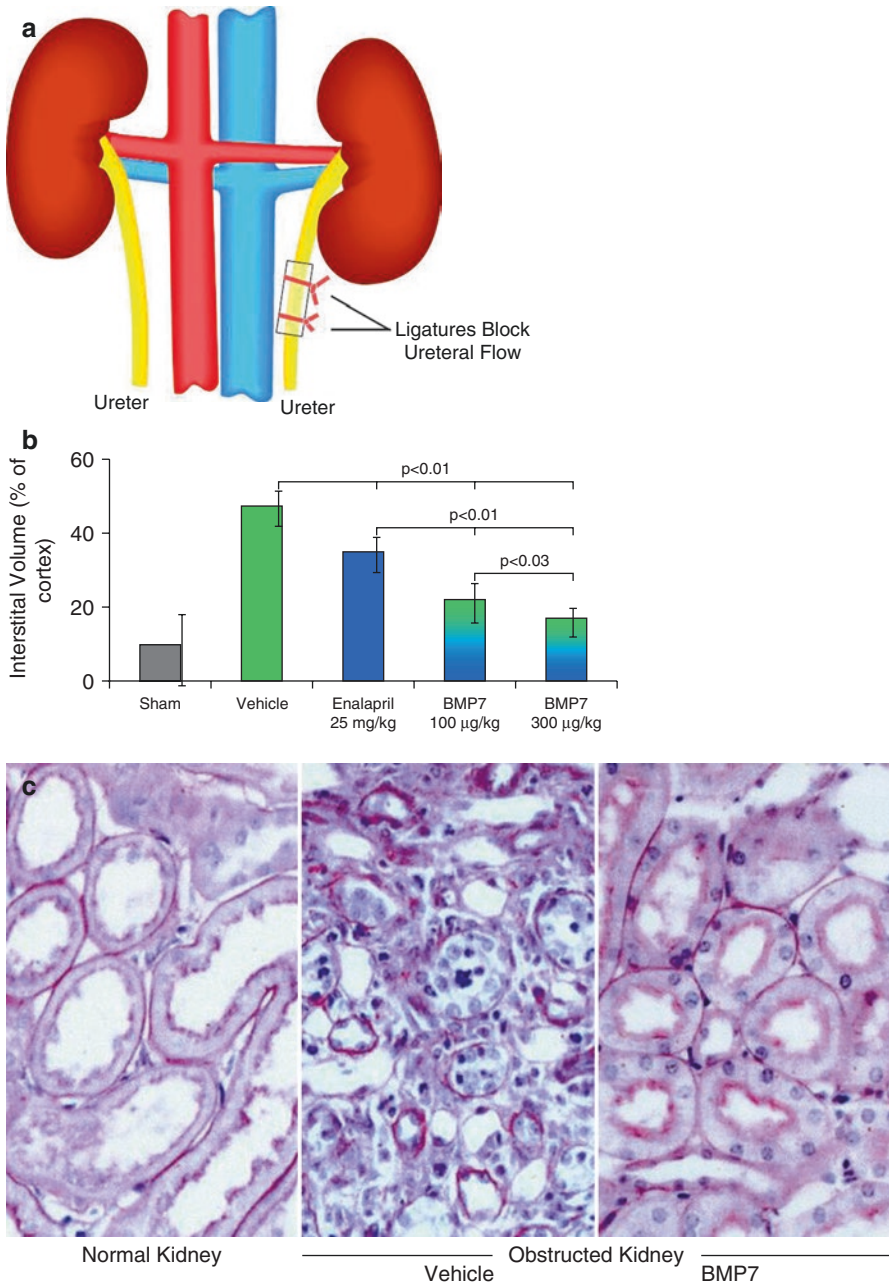 a
Ligatures Block
Ureteral Flow
Ureter
Ureter
b
Interstital Volume (% of
cortex)
60
40
20
0
p<0.01
p<0.01
p<0.03
Sham
Vehicle
Enalapril
25 mg/kg
BMP7
100 μg/kg
BMP7
300 μg/kg
c
Normal Kidney
Obstructed Kidney
Vehicle
BMP7